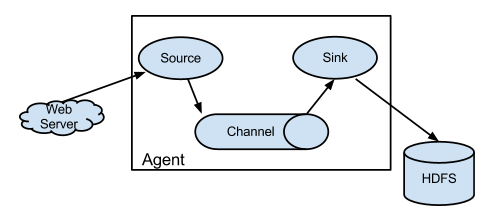 Source
Sink
Web
Server
Channel
Agent
HDFS